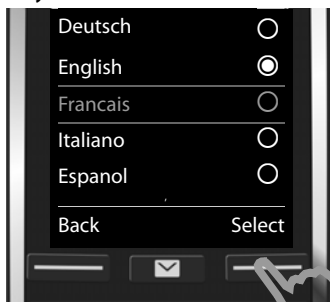 Deutsch
English
Francais
Italiano
Espanol
Back Select